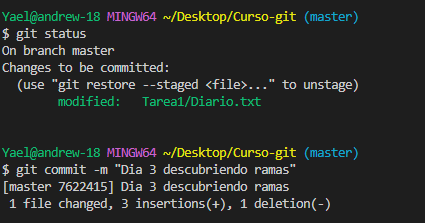 Yael@andrew-18 MINGW64 ~/Desktop/Curso-git (master)
$ git status
On branch master
Changes to be committed:
  (use "git restore --staged <file>..." to unstage)
        modified:   Tarea1/Diario.txt

Yael@andrew-18 MINGW64 ~/Desktop/Curso-git (master)
$ git commit -m "Dia 3 descubriendo ramas"
[master 7622415] Dia 3 descubriendo ramas
 1 file changed, 3 insertions(+), 1 deletion(-)